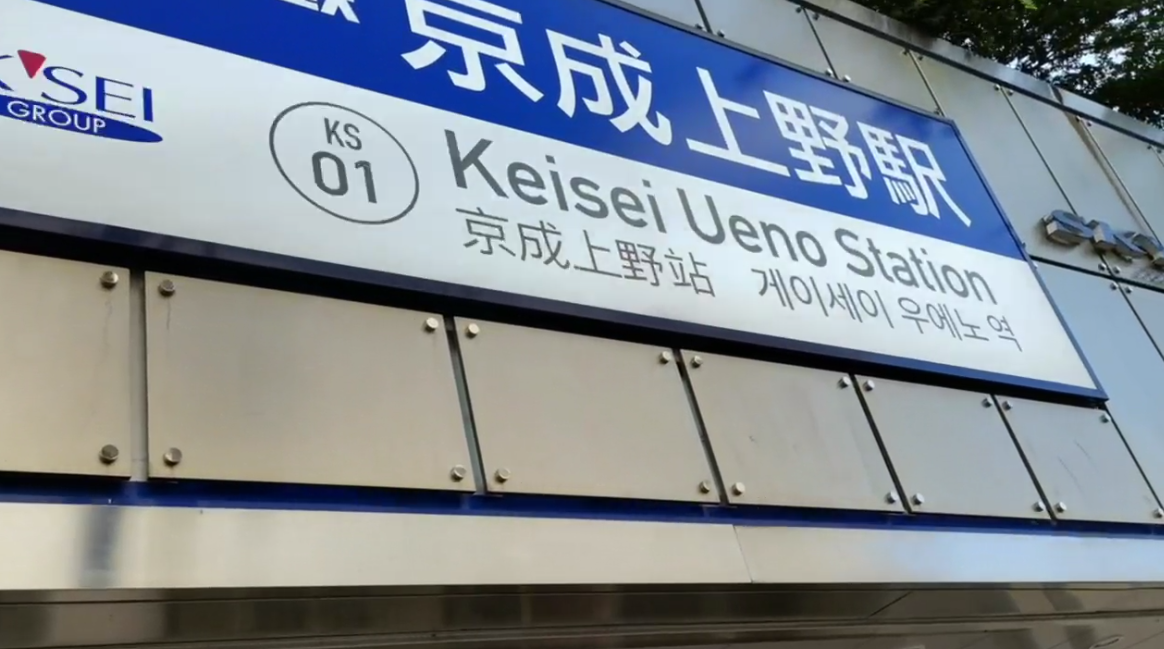 京成上野駅
K'SEI
GROUP
KS
01
Keisei Ueno Station
京成上野站 게이세이 우에노 역